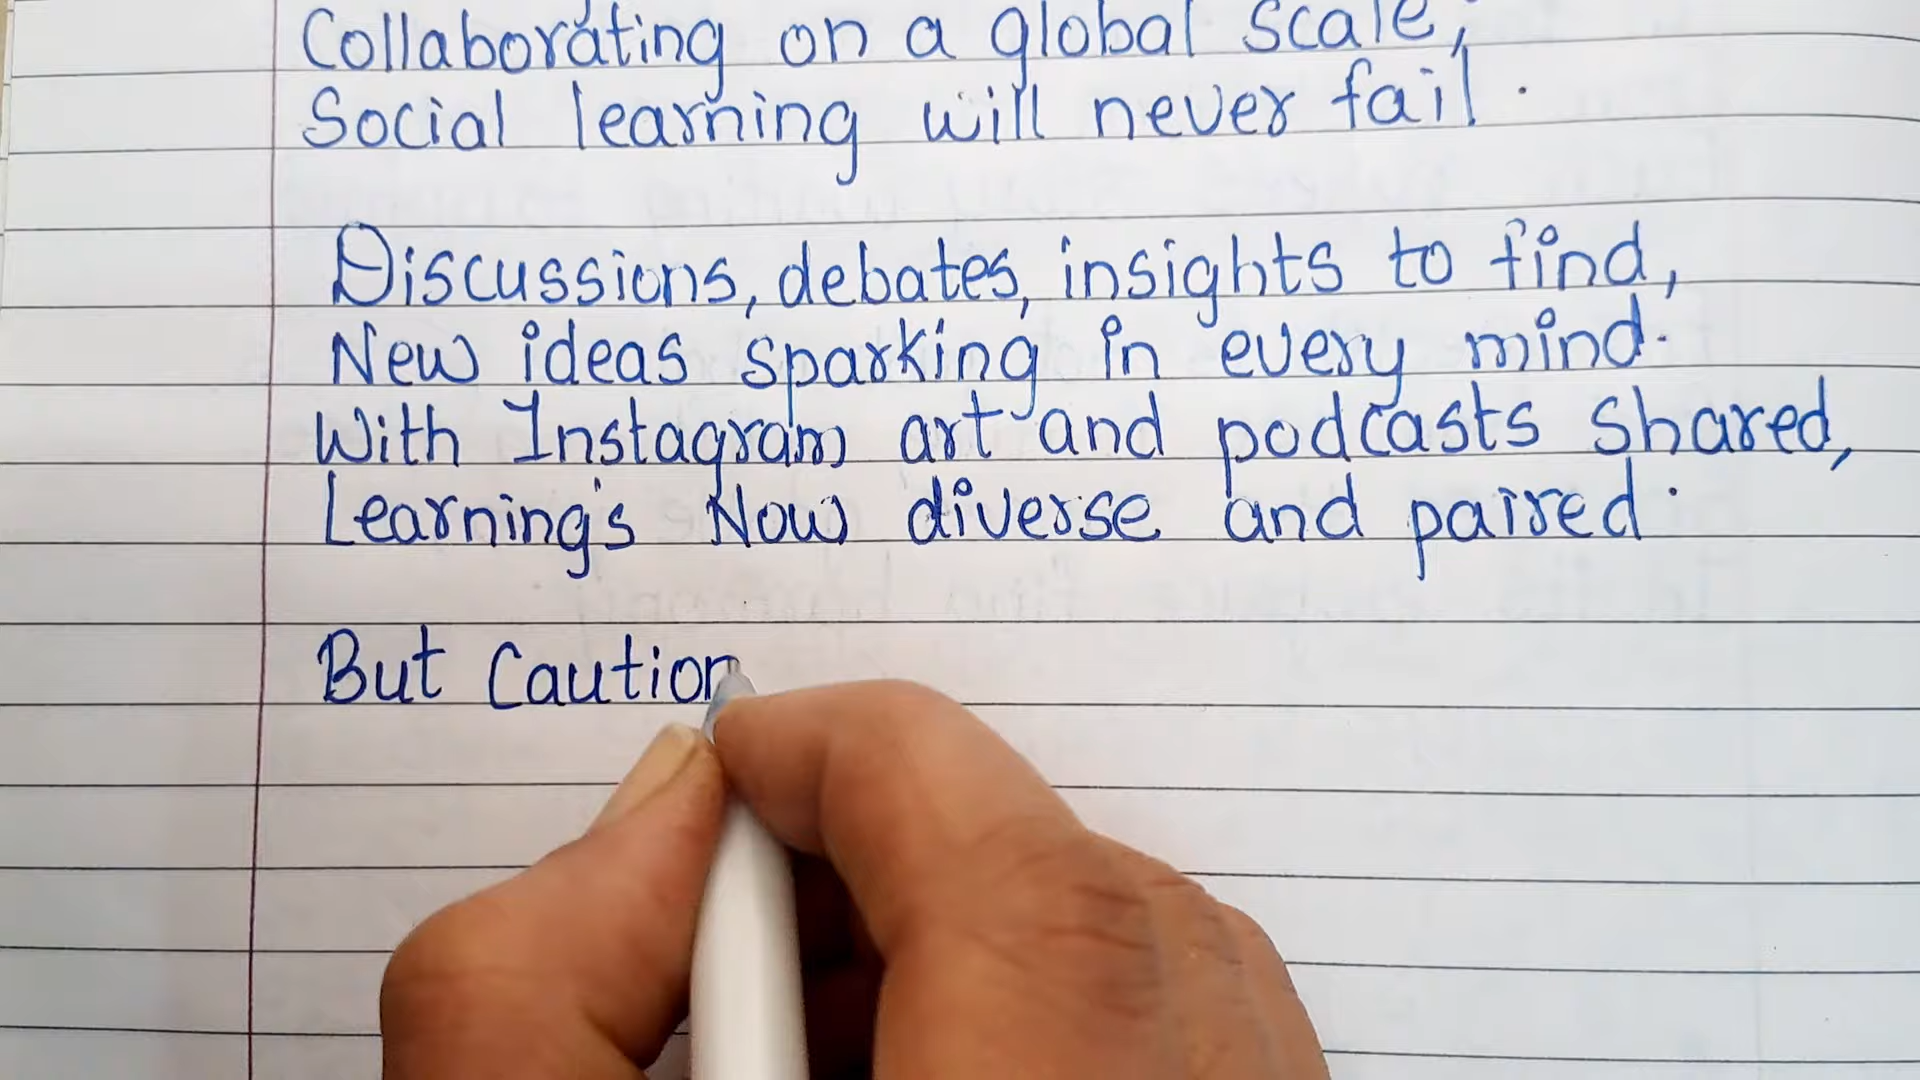 Collaborating on a global scale,
Social learning will never fail.
Discussions, debates, insights to find,
New ideas sparking in every mind.
With Instagram art and podcasts shared,
Learning's Now diverse and paired.
But Caution